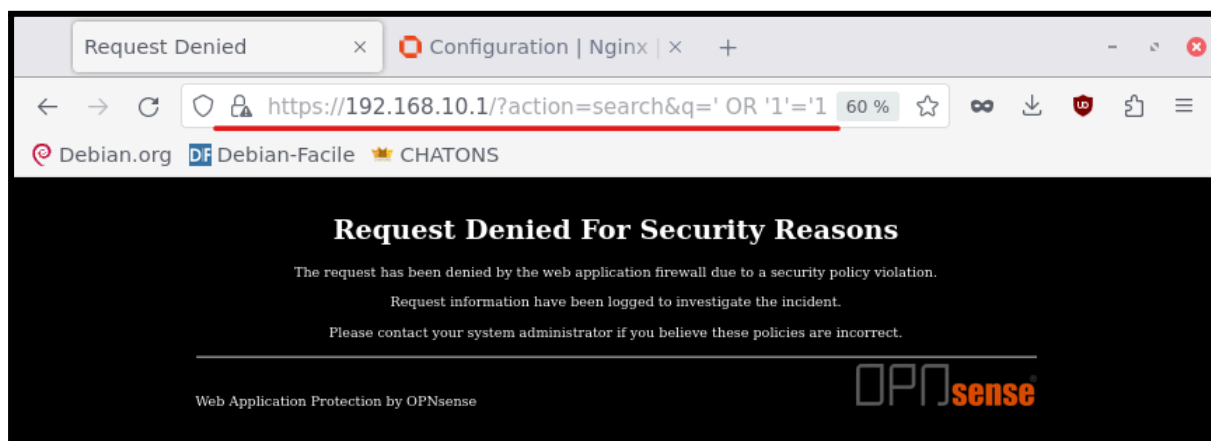 Request Denied
Configuration | Nginx |
https://192.168.10.1/?action=search&q=' OR '1'='1
60 %
Debian.org DF Debian-Facile CHATONS
Request Denied For Security Reasons
The request has been denied by the web application firewall due to a security policy violation.
Request information have been logged to investigate the incident.
Please contact your system administrator if you believe these policies are incorrect.
Web Application Protection by OPNsense
OPNsense